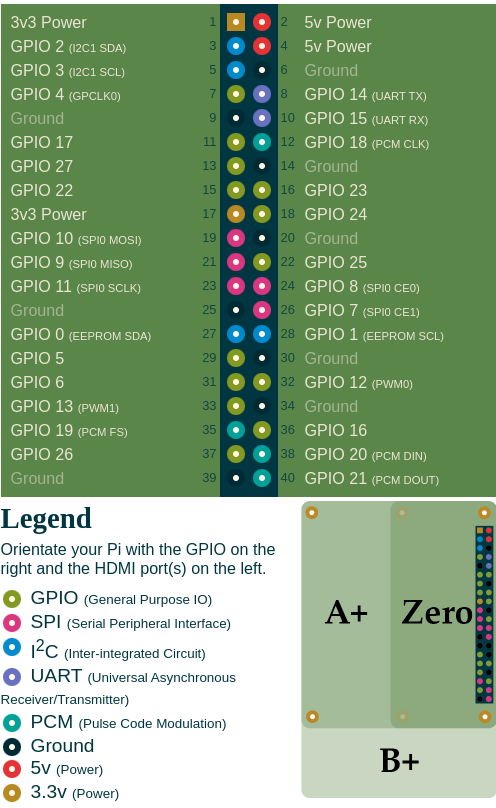 3v3 Power 1 2 5v Power
GPIO 2 (I2C1 SDA) 3 4 5v Power
GPIO 3 (I2C1 SCL) 5 6 Ground
GPIO 4 (GPCLK0) 7 8 GPIO 14 (UART TX)
Ground 9 10 GPIO 15 (UART RX)
GPIO 17 11 12 GPIO 18 (PCM CLK)
GPIO 27 13 14 Ground
GPIO 22 15 16 GPIO 23
3v3 Power 17 18 GPIO 24
GPIO 10 (SPI0 MOSI) 19 20 Ground
GPIO 9 (SPI0 MISO) 21 22 GPIO 25
GPIO 11 (SPI0 SCLK) 23 24 GPIO 8 (SPI0 CE0)
Ground 25 26 GPIO 7 (SPI0 CE1)
GPIO 0 (EEPROM SDA) 27 28 GPIO 1 (EEPROM SCL)
GPIO 5 29 30 Ground
GPIO 6 31 32 GPIO 12 (PWM0)
GPIO 13 (PWM1) 33 34 Ground
GPIO 19 (PCM FS) 35 36 GPIO 16
GPIO 26 37 38 GPIO 20 (PCM DIN)
Ground 39 40 GPIO 21 (PCM DOUT)
Legend
Orientate your Pi with the GPIO on the
right and the HDMI port(s) on the left.
GPIO (General Purpose IO)
SPI (Serial Peripheral Interface)
I²C (Inter-integrated Circuit)
UART (Universal Asynchronous
Receiver/Transmitter)
PCM (Pulse Code Modulation)
Ground
5v (Power)
3.3v (Power)
A+ Zero
B+